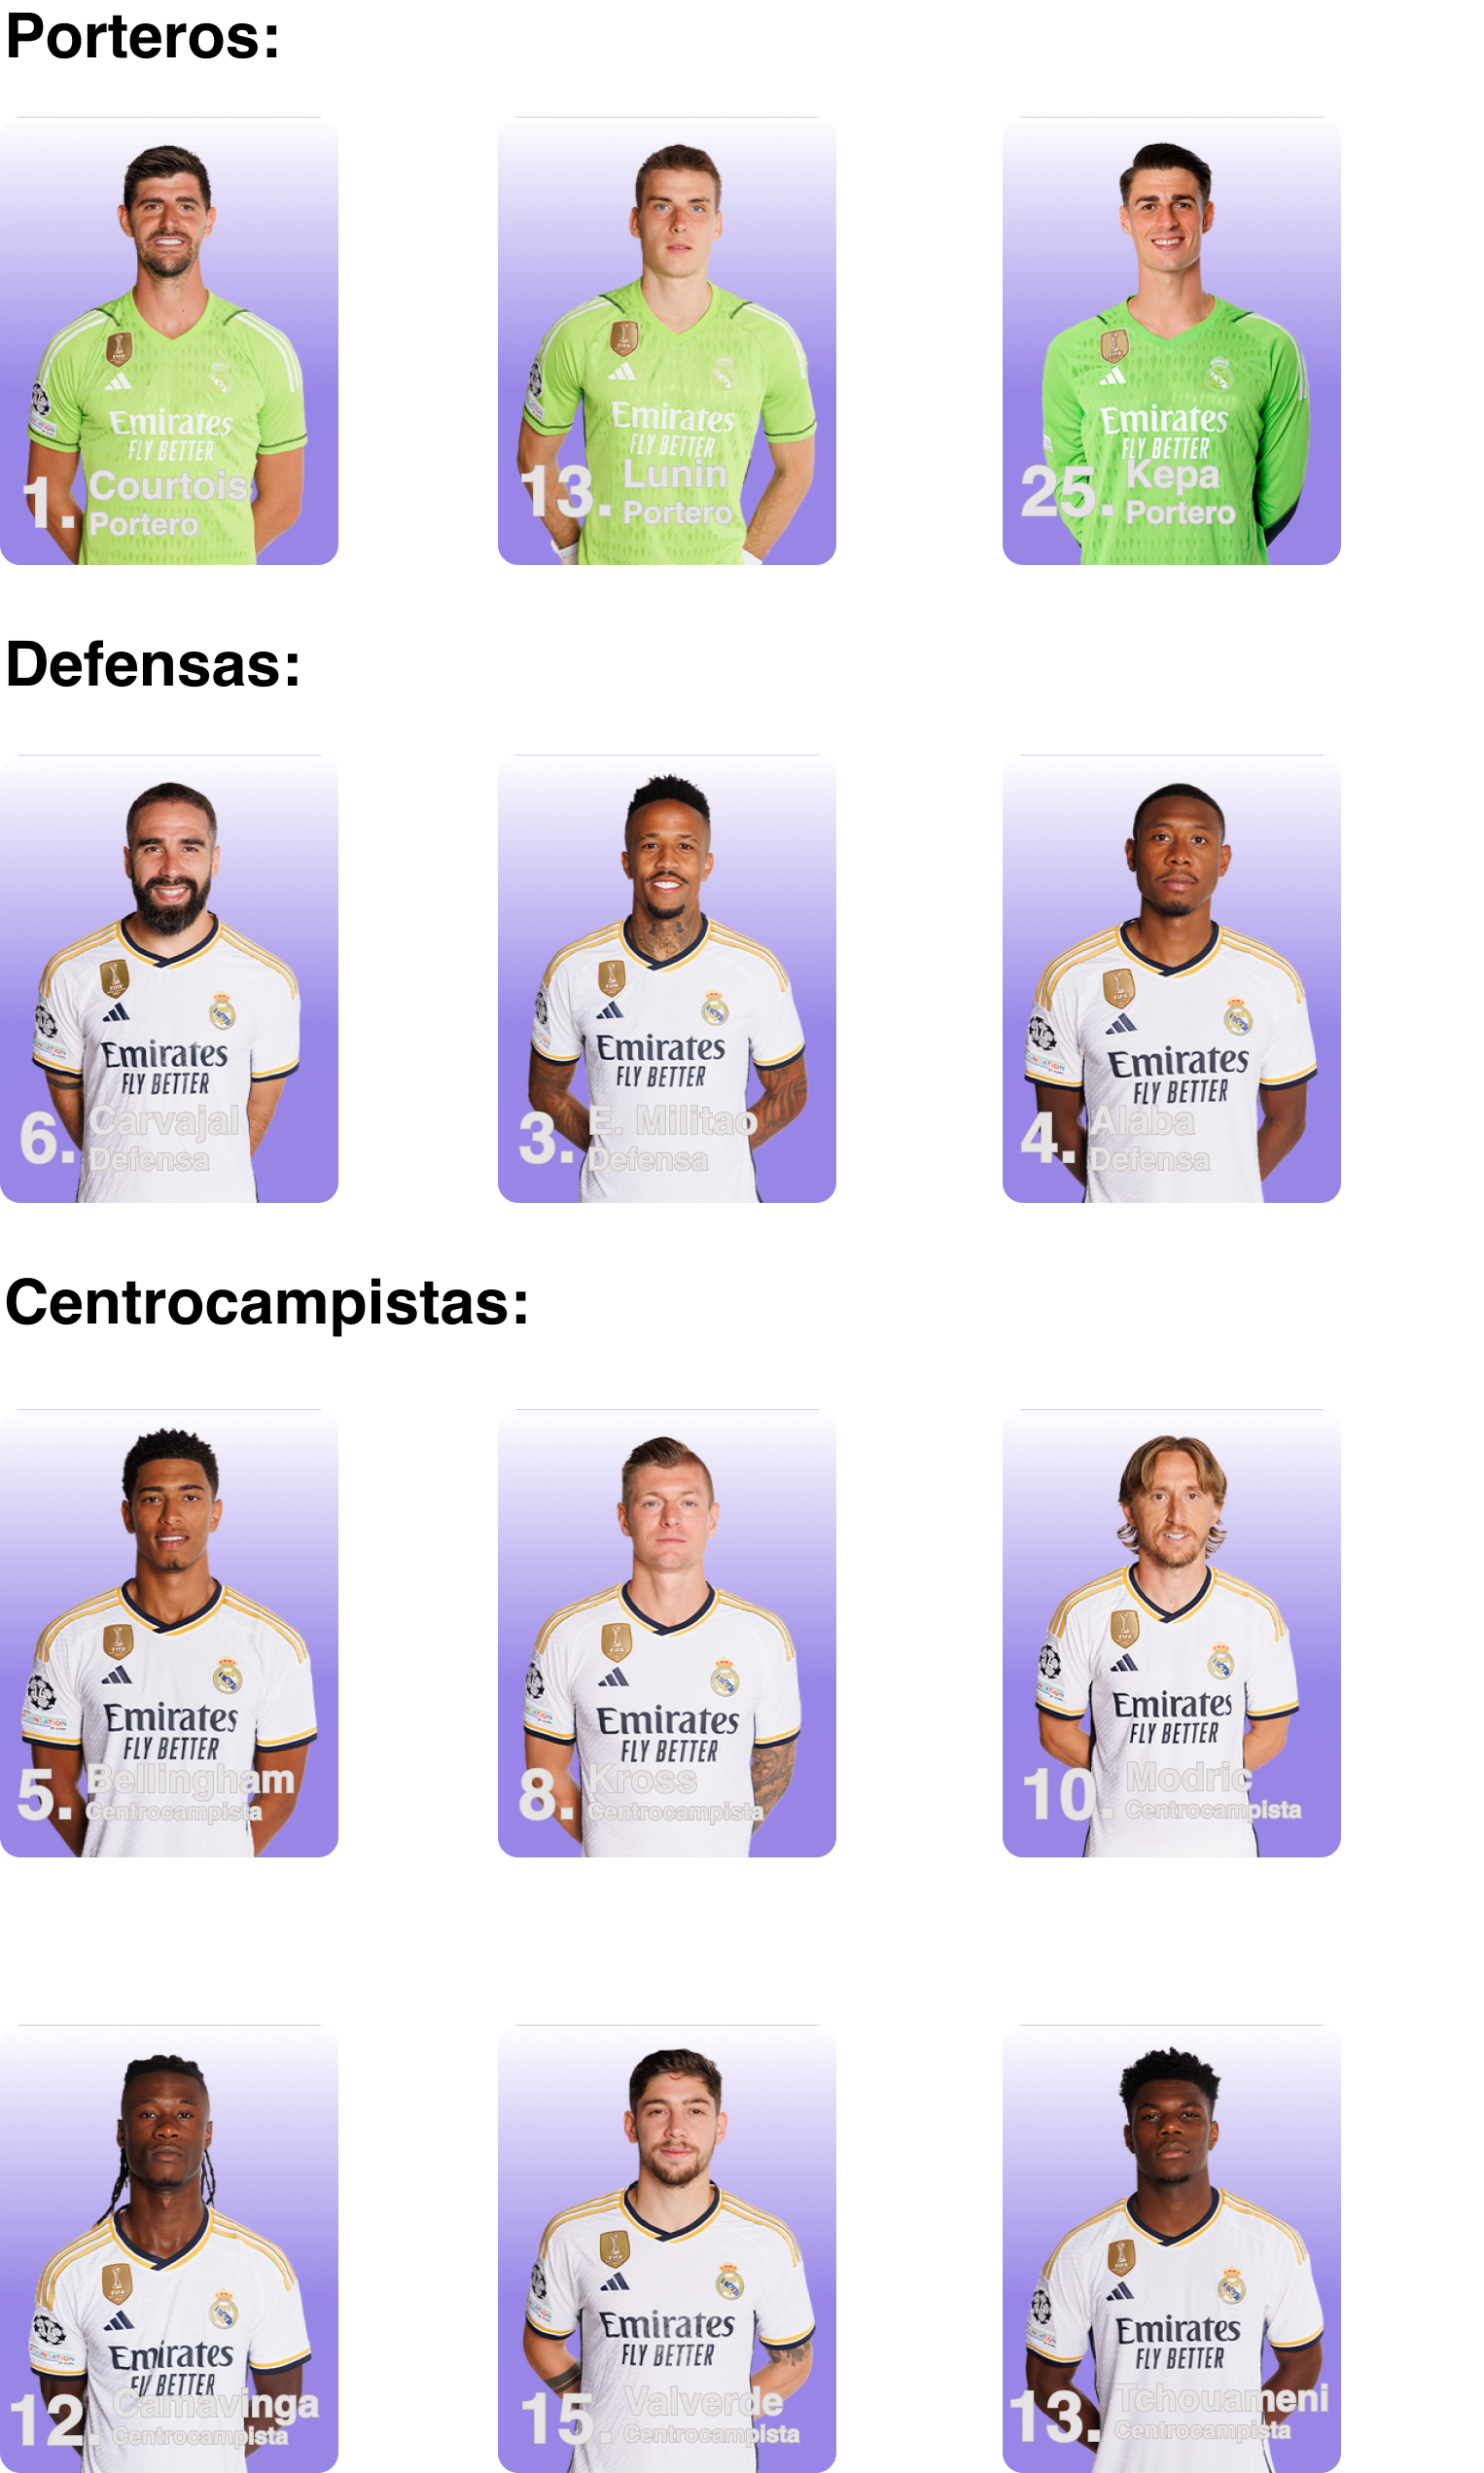 Porteros:
Emirates
FLY BETTER
1. Courtois
Portero
Emirates
FLY BETTER
13. Lunin
Portero
Emirates
FLY BETTER
25. Kepa
Portero
Defensas:
Emirates
FLY BETTER
6. Carvajal
Defensa
Emirates
FLY BETTER
3. E. Militao
Defensa
Emirates
FLY BETTER
4. Alaba
Defensa
Centrocampistas:
Emirates
FLY BETTER
5. Bellingham
Centrocampista
Emirates
FLY BETTER
8. Kross
Centrocampista
Emirates
FLY BETTER
10. Modric
Centrocampista
Emirates
FLY BETTER
12. Camavinga
Centrocampista
Emirates
FLY BETTER
15. Valverde
Centrocampista
Emirates
FLY BETTER
13. Tchouameni
Centrocampista